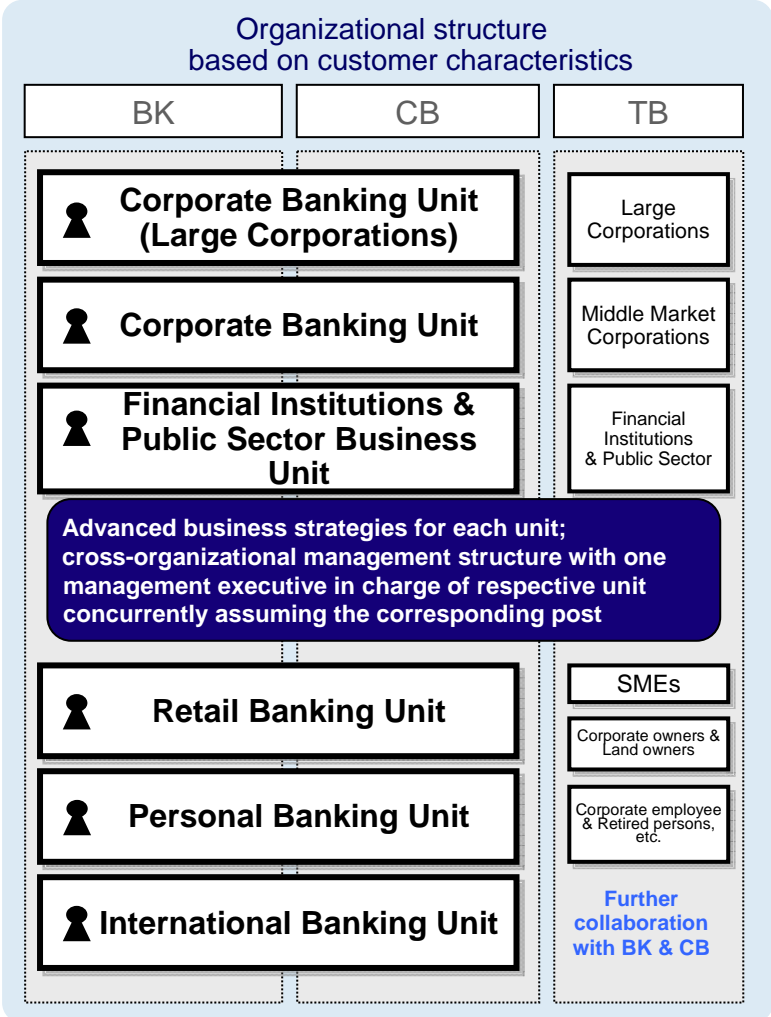 Organizational structure
based on customer characteristics
BK
CB
TB
Corporate Banking Unit
(Large Corporations)
Large
Corporations
Corporate Banking Unit
Middle Market
Corporations
Financial Institutions &
Public Sector Business
Unit
Financial
Institutions
& Public Sector
Advanced business strategies for each unit;
cross-organizational management structure with one
management executive in charge of respective unit
concurrently assuming the corresponding post
Retail Banking Unit
SMEs
Corporate owners &
Land owners
Personal Banking Unit
Corporate employee
& Retired persons,
etc.
International Banking Unit
Further
collaboration
with BK & CB